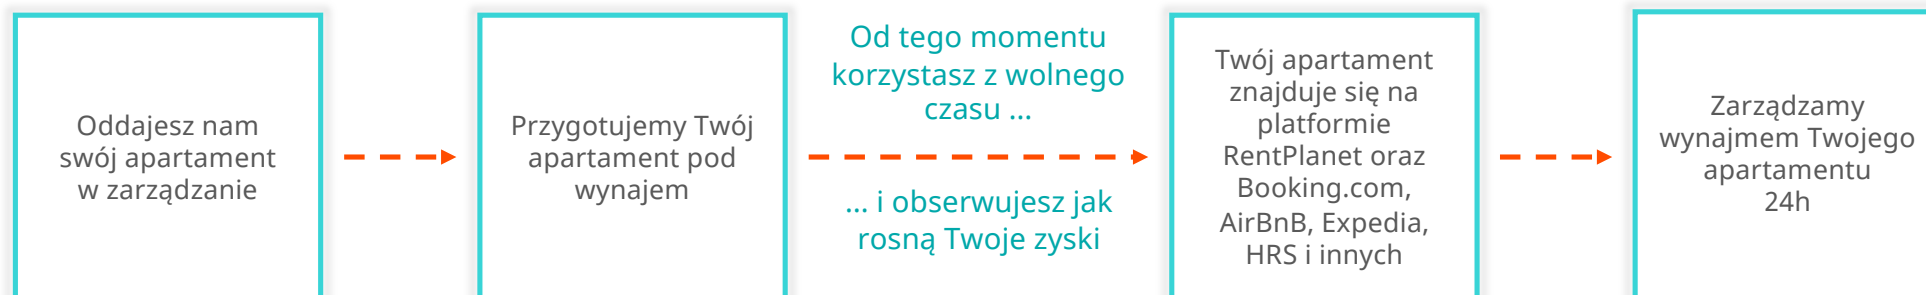 Oddajesz nam
swój apartament
w zarządzanie
Przygotujemy Twój
apartament pod
wynajem
Od tego momentu
korzystasz z wolnego
czasu ...
... i obserwujesz jak
rosną Twoje zyski
Twój apartament
znajduje się na
platformie
RentPlanet oraz
Booking.com,
AirBnB, Expedia,
HRS i innych
Zarządzamy
wynajmem Twojego
apartamentu
24h